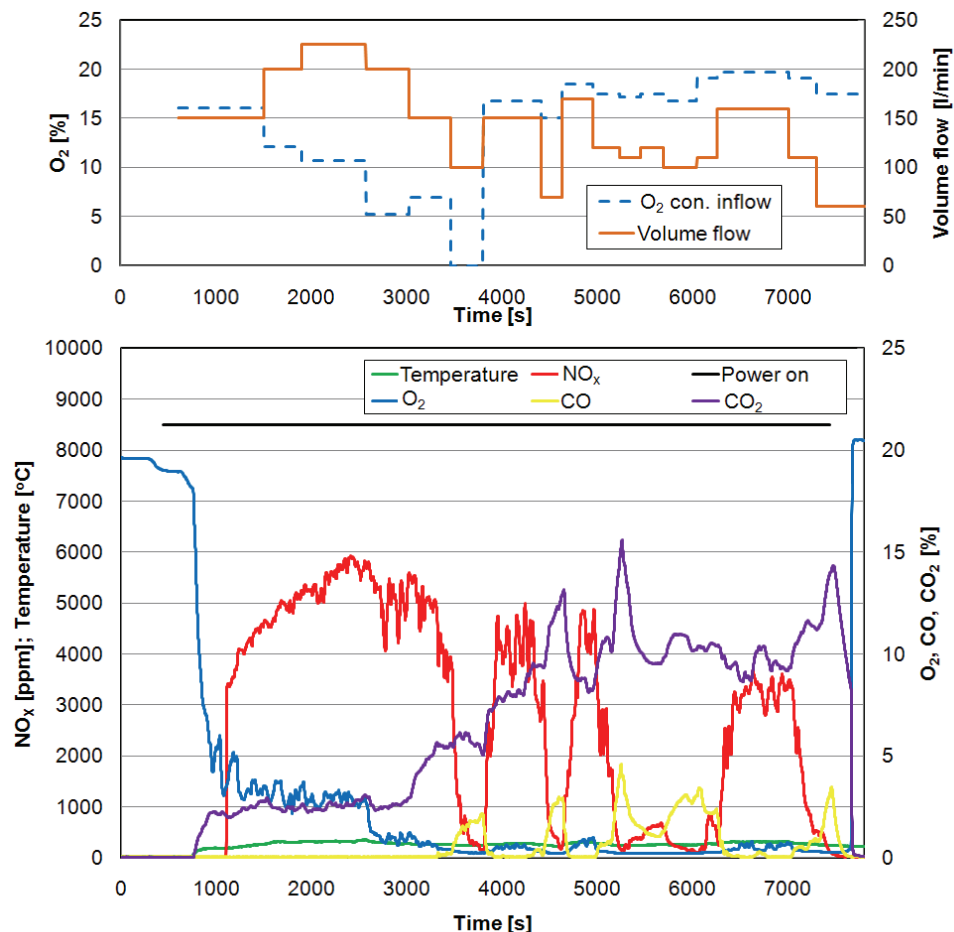 25 250
20 200
15 150
10 100
5 50
0 0
O₂ [%]
Volume flow [l/min]
O₂ con. inflow
Volume flow
0 1000 2000 3000 4000 5000 6000 7000
Time [s]
10000 25
9000
8000 20
7000
6000 15
5000
4000 10
3000
2000 5
1000
0 0
NOₓ [ppm]; Temperature [°C]
O₂, CO, CO₂ [%]
Temperature NOₓ Power on
O₂ CO CO₂
0 1000 2000 3000 4000 5000 6000 7000
Time [s]